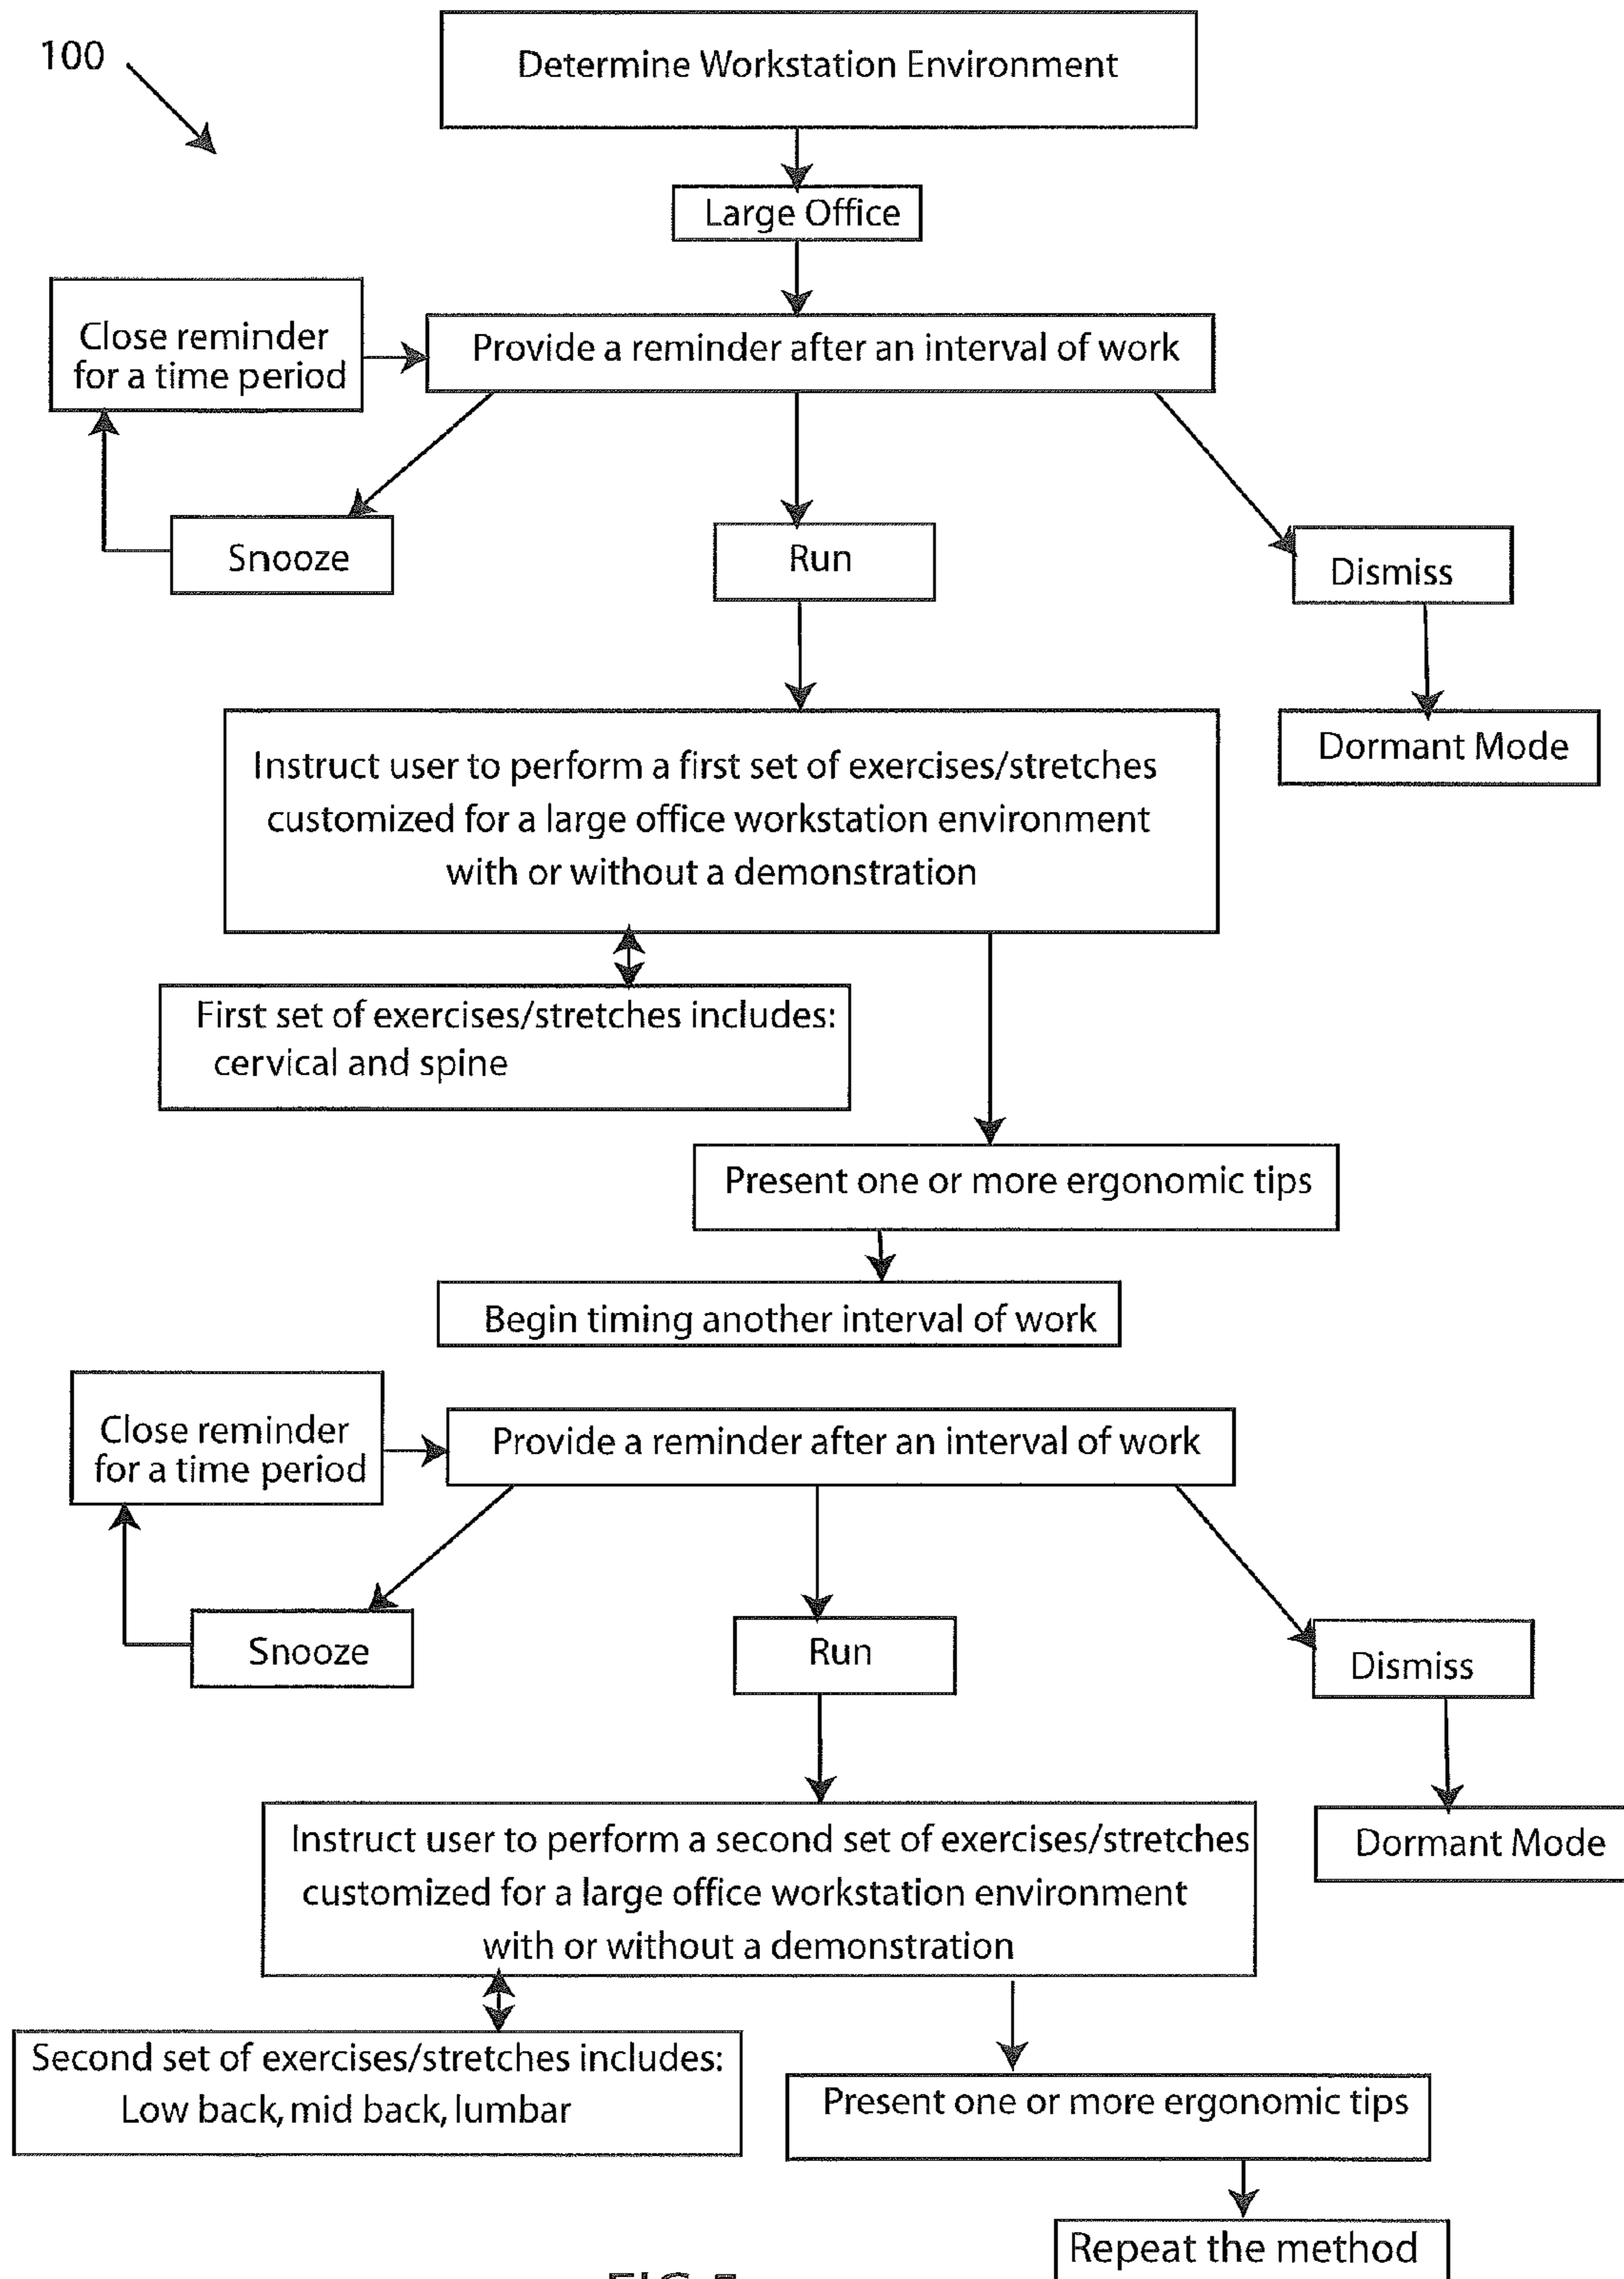 100
Determine Workstation Environment
Large Office
Close reminder
for a time period
Provide a reminder after an interval of work
Snooze
Run
Dismiss
Dormant Mode
Instruct user to perform a first set of exercises/stretches
customized for a large office workstation environment
with or without a demonstration
First set of exercises/stretches includes:
cervical and spine
Present one or more ergonomic tips
Begin timing another interval of work
Close reminder
for a time period
Provide a reminder after an interval of work
Snooze
Run
Dismiss
Dormant Mode
Instruct user to perform a second set of exercises/stretches
customized for a large office workstation environment
with or without a demonstration
Second set of exercises/stretches includes:
Low back, mid back, lumbar
Present one or more ergonomic tips
Repeat the method